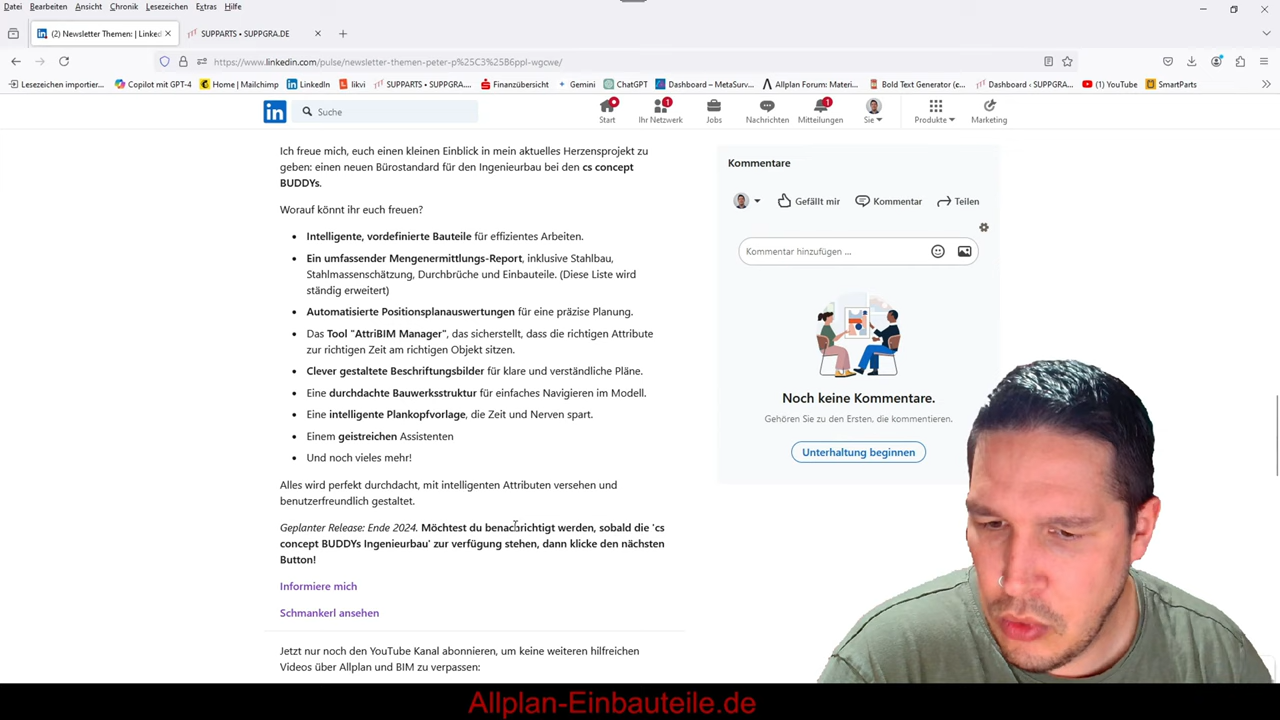 Datei Bearbeiten Ansicht Chronik Lesezeichen Extras Hilfe
(2) Newsletter Themen: | Linked
SUPPARTS • SUPPGRA.DE
https://www.linkedin.com/pulse/newsletter-themen-peter-p%25C3%25B6ppl-wgcwe/
Lesezeichen importier... Copilot mit GPT-4 Home | Mailchimp LinkedIn likvi SUPPARTS • SUPPGRA.... Finanzübersicht Gemini ChatGPT Dashboard – MetaSurv... Allplan Forum: Materi... Bold Text Generator (e... Dashboard ‹ SUPPGRA.... (1) YouTube SmartParts
Suche
Start
1
Ihr Netzwerk
Jobs
Nachrichten
1
Mitteilungen
Sie
Produkte
Marketing
Ich freue mich, euch einen kleinen Einblick in mein aktuelles Herzensprojekt zu
geben: einen neuen Bürostandard für den Ingenieurbau bei den cs concept
BUDDYs.
Worauf könnt ihr euch freuen?
• Intelligente, vordefinierte Bauteile für effizientes Arbeiten.
• Ein umfassender Mengenermittlungs-Report, inklusive Stahlbau,
Stahlmassenschätzung, Durchbrüche und Einbauteile. (Diese Liste wird
ständig erweitert)
• Automatisierte Positionsplanauswertungen für eine präzise Planung.
• Das Tool "AttriBIM Manager", das sicherstellt, dass die richtigen Attribute
zur richtigen Zeit am richtigen Objekt sitzen.
• Clever gestaltete Beschriftungsbilder für klare und verständliche Pläne.
• Eine durchdachte Bauwerksstruktur für einfaches Navigieren im Modell.
• Eine intelligente Plankopfvorlage, die Zeit und Nerven spart.
• Einem geistreichen Assistenten
• Und noch vieles mehr!
Alles wird perfekt durchdacht, mit intelligenten Attributen versehen und
benutzerfreundlich gestaltet.
Geplanter Release: Ende 2024. Möchtest du benachrichtigt werden, sobald die 'cs
concept BUDDYs Ingenieurbau' zur verfügung stehen, dann klicke den nächsten
Button!
Informiere mich
Schmankerl ansehen
Jetzt nur noch den YouTube Kanal abonnieren, um keine weiteren hilfreichen
Videos über Allplan und BIM zu verpassen:
Kommentare
Gefällt mir Kommentar Teilen
Kommentar hinzufügen ...
Noch keine Kommentare.
Gehören Sie zu den Ersten, die kommentieren.
Unterhaltung beginnen
Allplan-Einbauteile.de